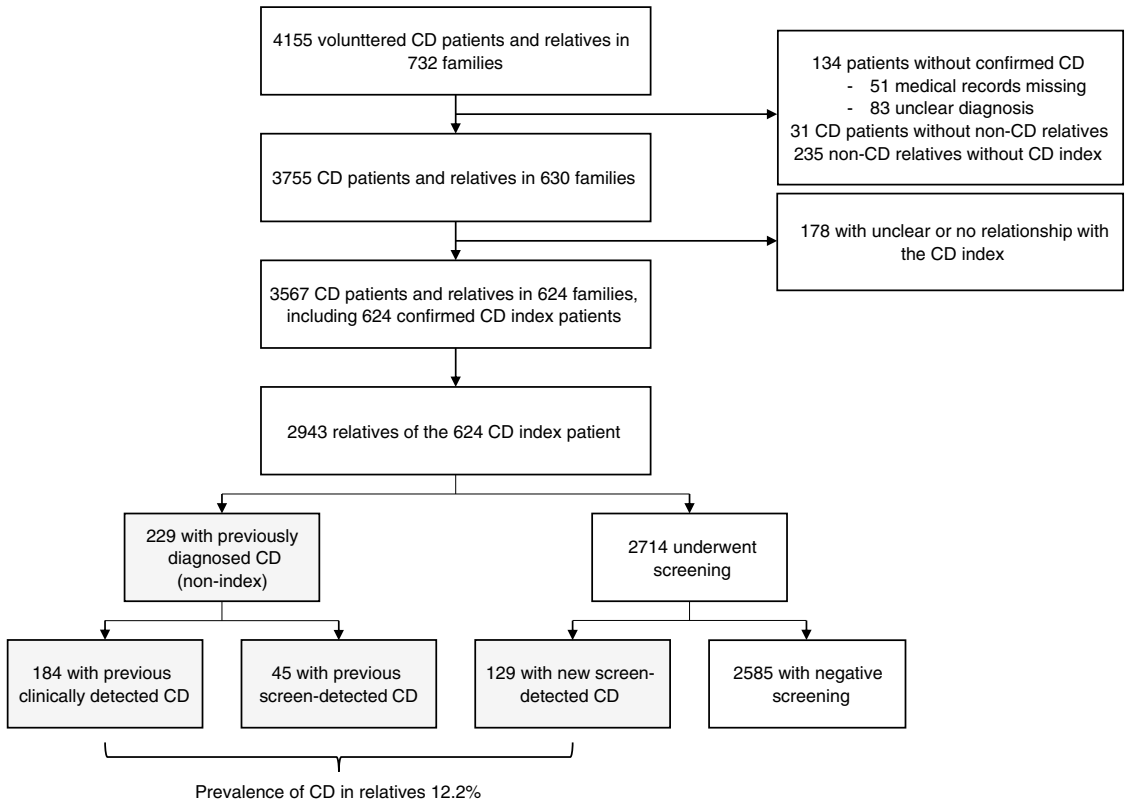 4155 volunttered CD patients and relatives in
732 families
134 patients without confirmed CD
- 51 medical records missing
- 83 unclear diagnosis
31 CD patients without non-CD relatives
235 non-CD relatives without CD index
3755 CD patients and relatives in 630 families
178 with unclear or no relationship with
the CD index
3567 CD patients and relatives in 624 families,
including 624 confirmed CD index patients
2943 relatives of the 624 CD index patient
229 with previously
diagnosed CD
(non-index)
2714 underwent
screening
184 with previous
clinically detected CD
45 with previous
screen-detected CD
129 with new screen-
detected CD
2585 with negative
screening
Prevalence of CD in relatives 12.2%